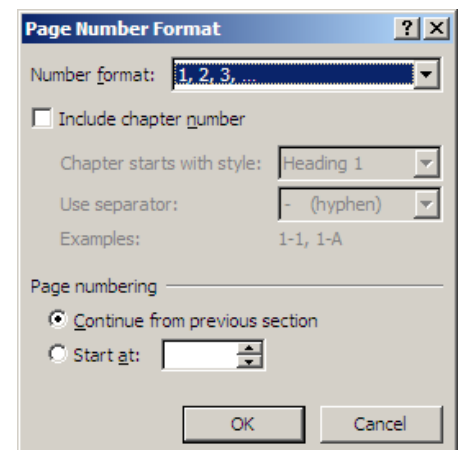 Page Number Format
Number format: 1, 2, 3, ...
Include chapter number
Chapter starts with style: Heading 1
Use separator: - (hyphen)
Examples: 1-1, 1-A
Page numbering
Continue from previous section
Start at:
OK Cancel